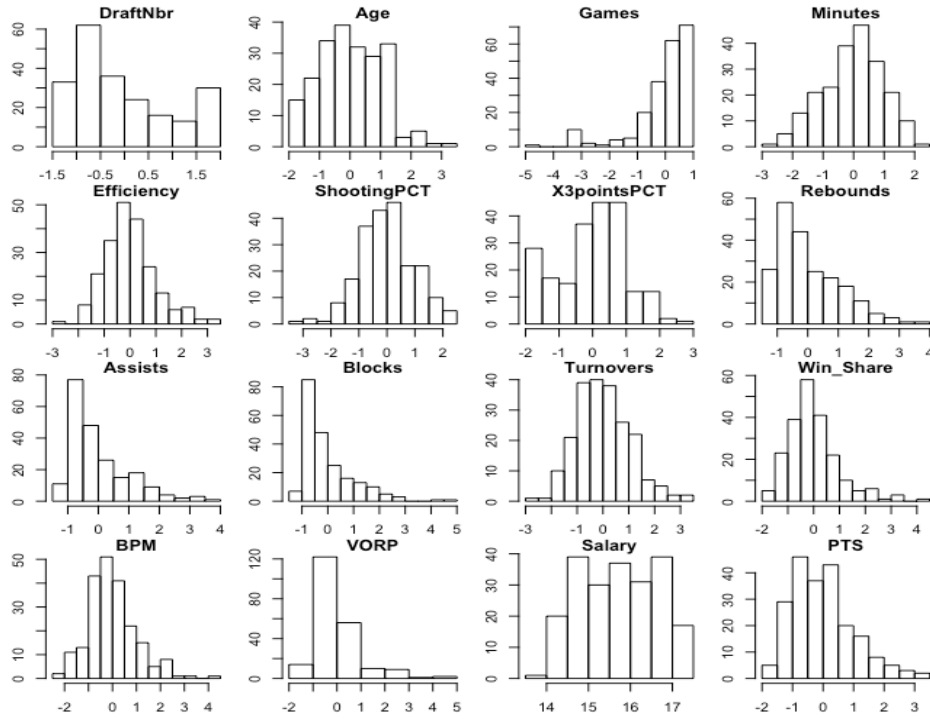 DraftNbr
0 20 40 60
-1.5 -0.5 0.5 1.5
Age
0 10 20 30 40
-2 -1 0 1 2 3
Games
0 10 30 50 70
-5 -4 -3 -2 -1 0 1
Minutes
0 10 20 30 40
-3 -2 -1 0 1 2
Efficiency
0 10 30 50
-3 -1 0 1 2 3
ShootingPCT
0 10 20 30 40
-3 -1 0 1 2
X3pointsPCT
0 10 20 30 40
-2 -1 0 1 2 3
Rebounds
0 20 40 60
-1 0 1 2 3 4
Assists
0 20 40 60 80
-1 0 1 2 3 4
Blocks
0 20 40 60 80
-1 0 1 2 3 4 5
Turnovers
0 20 40
-3 -2 -1 0 1 2 3
Win_Share
0 20 40 60
-2 0 1 2 3 4
BPM
0 10 30 50
-2 0 1 2 3 4
VORP
0 40 80 120
-2 0 1 2 3 4 5
Salary
0 10 20 30 40
14 15 16 17
PTS
0 10 20 30 40
-2 -1 0 1 2 3